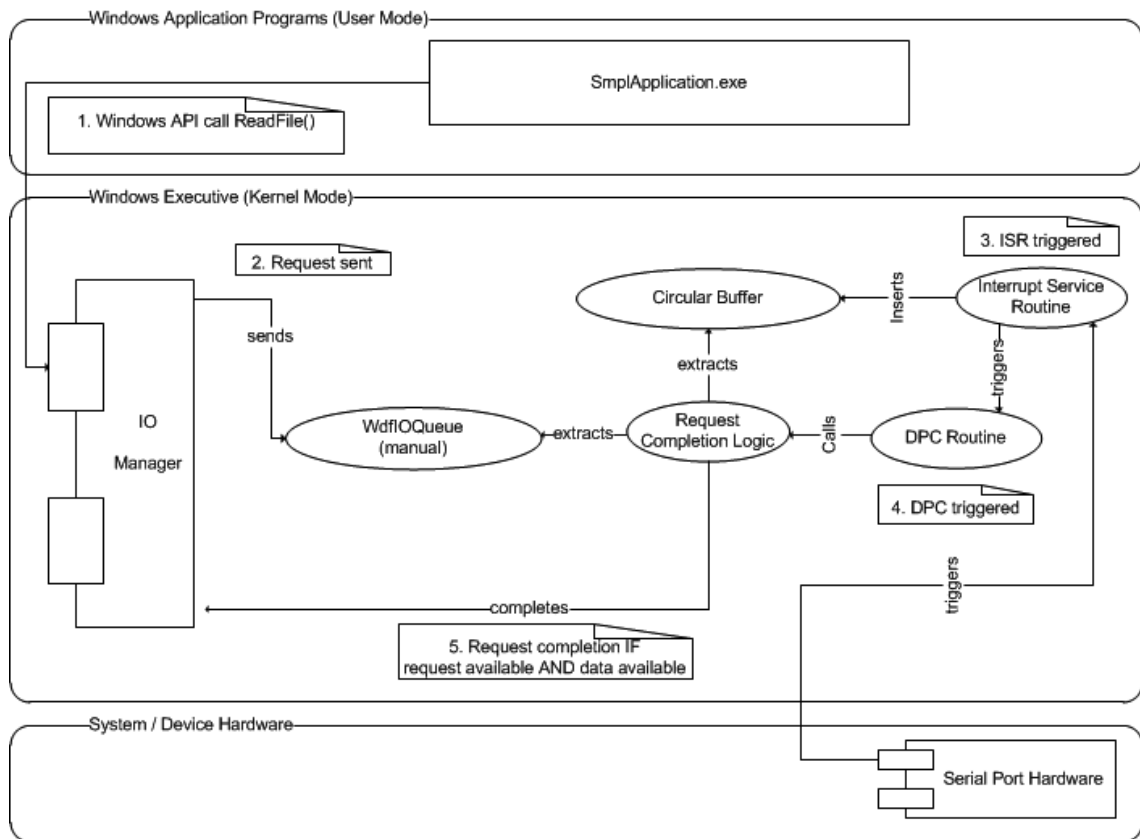 Windows Application Programs (User Mode)
SmplApplication.exe
1. Windows API call ReadFile()
Windows Executive (Kernel Mode)
3. ISR triggered
2. Request sent
Circular Buffer
Inserts
Interrupt Service
Routine
sends
extracts
triggers
IO
Manager
WdfIOQueue
(manual)
extracts
Request
Completion Logic
Calls
DPC Routine
4. DPC triggered
triggers
completes
5. Request completion IF
request available AND data available
System / Device Hardware
Serial Port Hardware